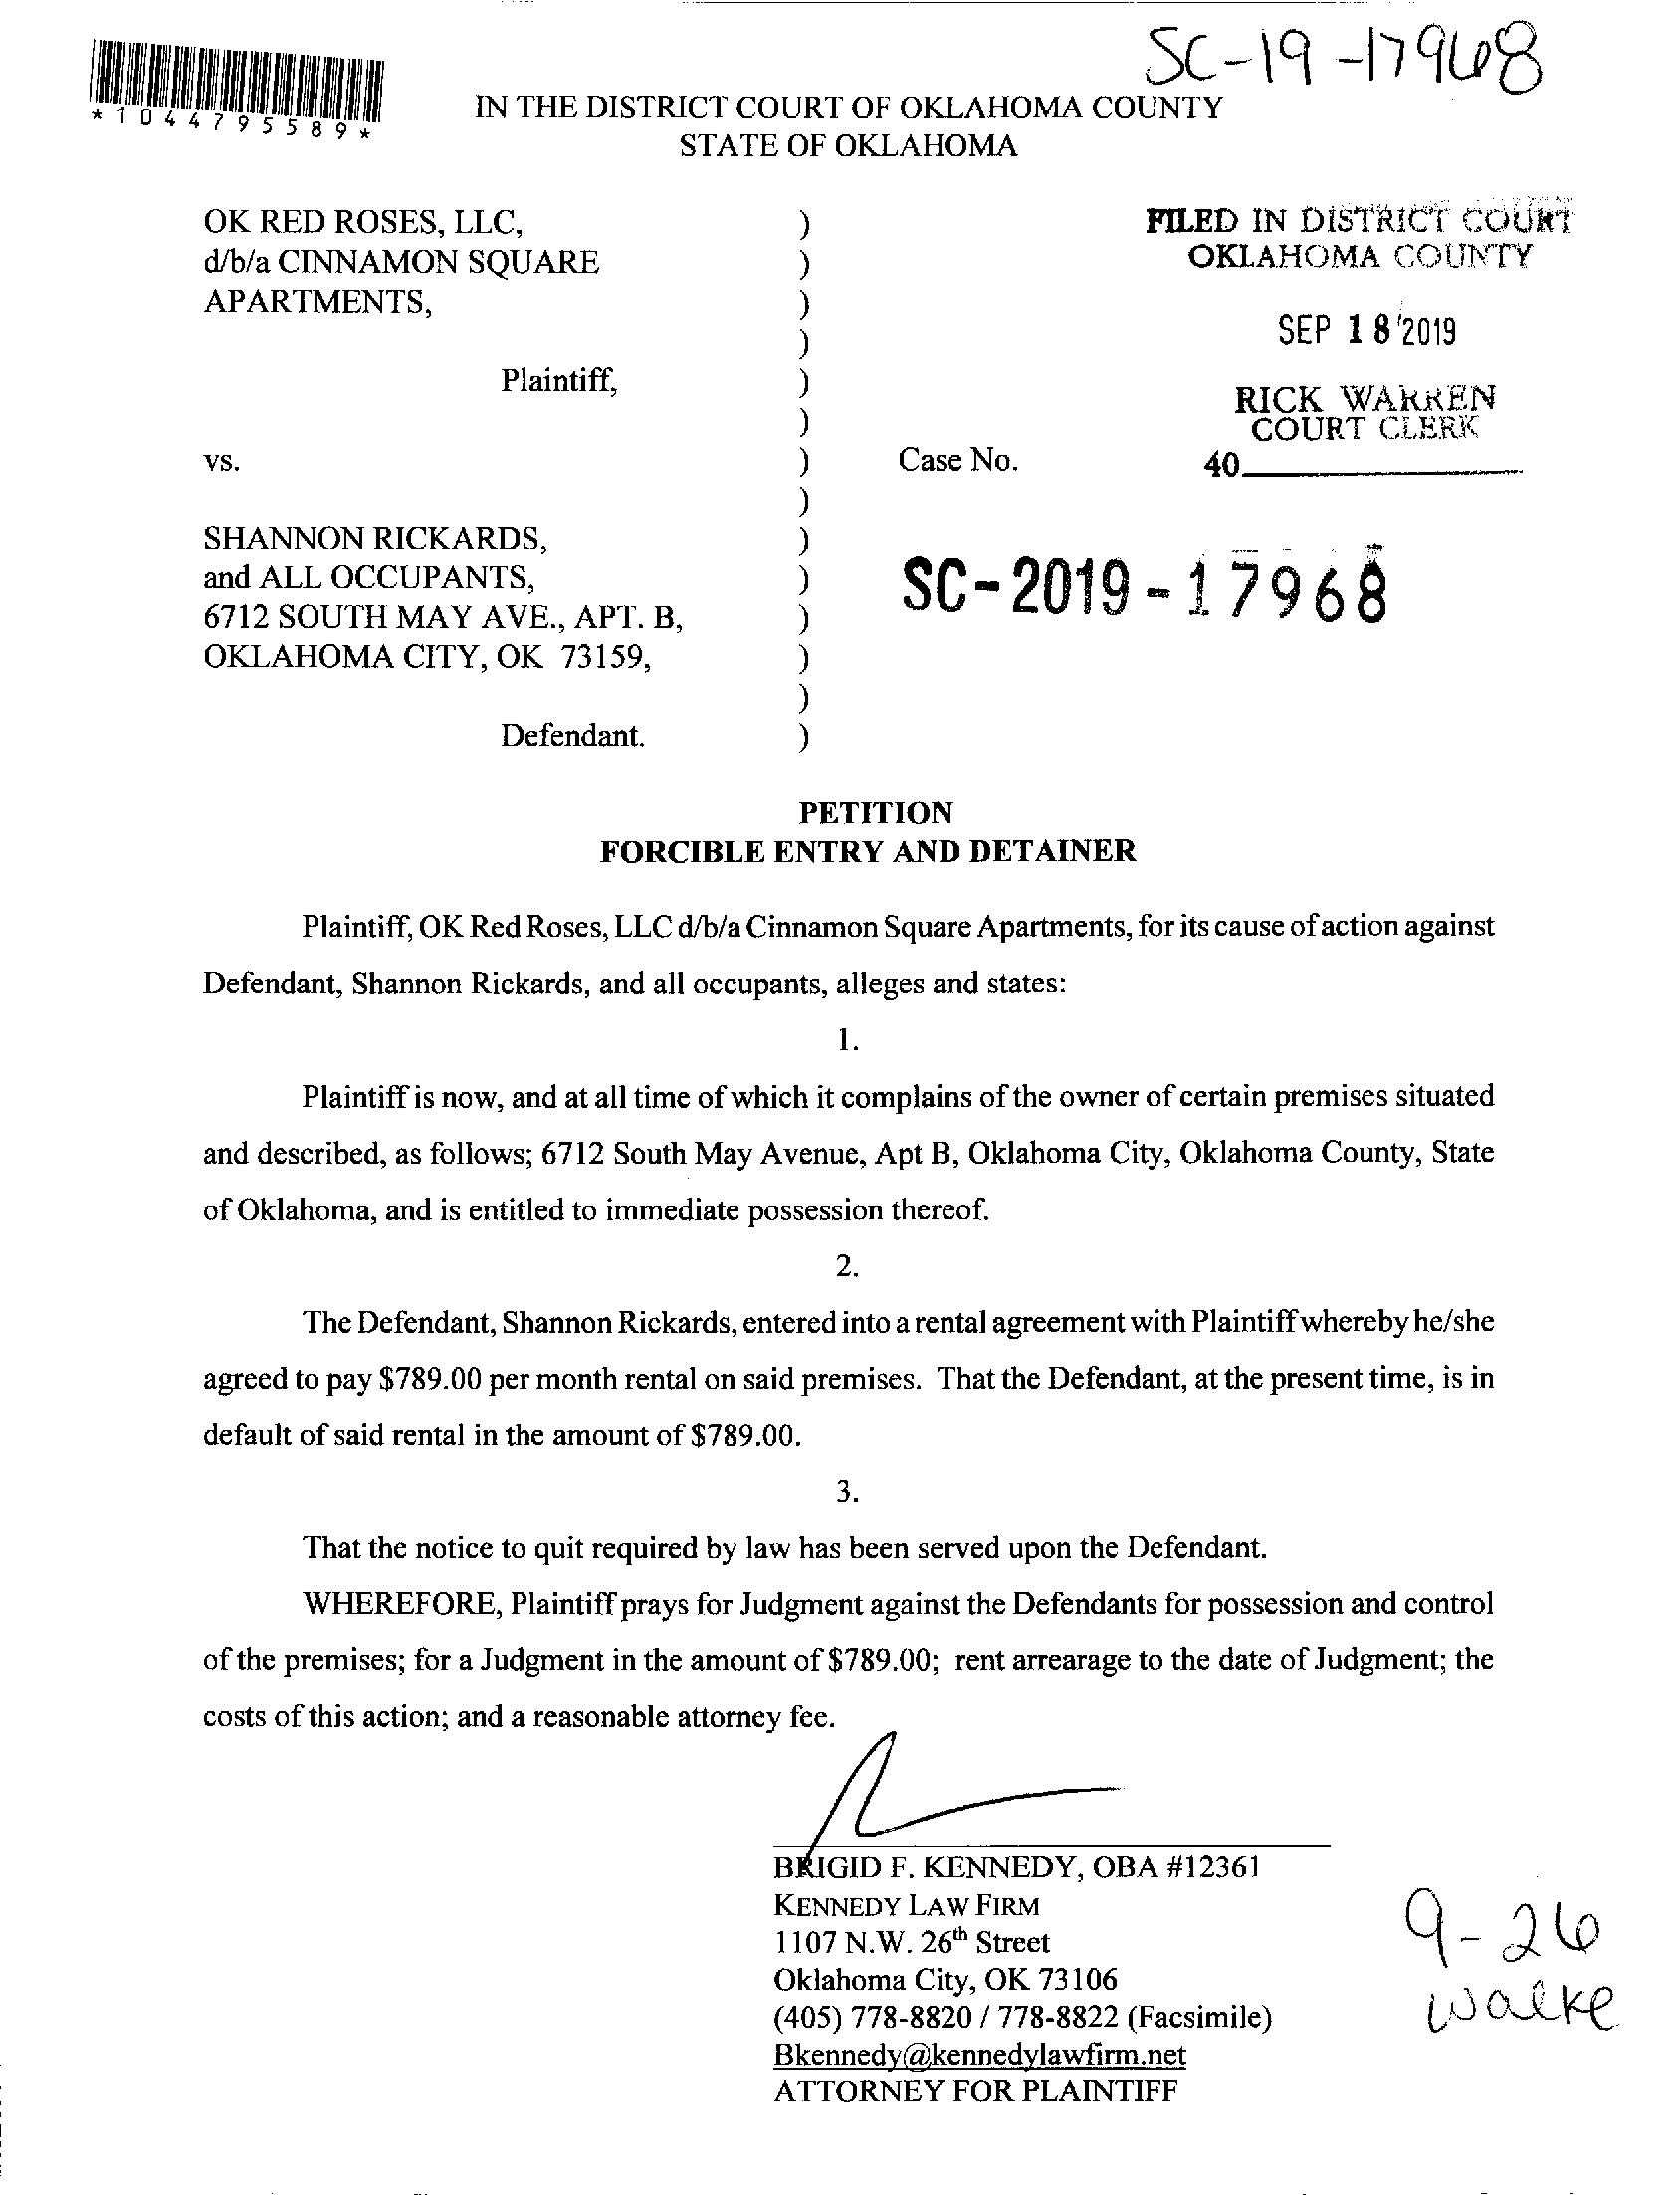 SC-19-17968
*1044795589*
IN THE DISTRICT COURT OF OKLAHOMA COUNTY
STATE OF OKLAHOMA
OK RED ROSES, LLC, )
d/b/a CINNAMON SQUARE )
APARTMENTS, )
)
Plaintiff, )
)
vs. ) Case No.
)
SHANNON RICKARDS, )
and ALL OCCUPANTS, )
6712 SOUTH MAY AVE., APT. B, )
OKLAHOMA CITY, OK 73159, )
)
Defendant. )
FILED IN DISTRICT COURT
OKLAHOMA COUNTY
SEP 18 2019
RICK WARREN
COURT CLERK
40
SC-2019-17968
PETITION
FORCIBLE ENTRY AND DETAINER
Plaintiff, OK Red Roses, LLC d/b/a Cinnamon Square Apartments, for its cause of action against
Defendant, Shannon Rickards, and all occupants, alleges and states:
1.
Plaintiff is now, and at all time of which it complains of the owner of certain premises situated
and described, as follows; 6712 South May Avenue, Apt B, Oklahoma City, Oklahoma County, State
of Oklahoma, and is entitled to immediate possession thereof.
2.
The Defendant, Shannon Rickards, entered into a rental agreement with Plaintiff whereby he/she
agreed to pay $789.00 per month rental on said premises. That the Defendant, at the present time, is in
default of said rental in the amount of $789.00.
3.
That the notice to quit required by law has been served upon the Defendant.
WHEREFORE, Plaintiff prays for Judgment against the Defendants for possession and control
of the premises; for a Judgment in the amount of $789.00; rent arrearage to the date of Judgment; the
costs of this action; and a reasonable attorney fee.
BRIGID F. KENNEDY, OBA #12361
KENNEDY LAW FIRM
1107 N.W. 26th Street
Oklahoma City, OK 73106
(405) 778-8820 / 778-8822 (Facsimile)
Bkennedy@kennedylawfirm.net
ATTORNEY FOR PLAINTIFF
9-26
Walke